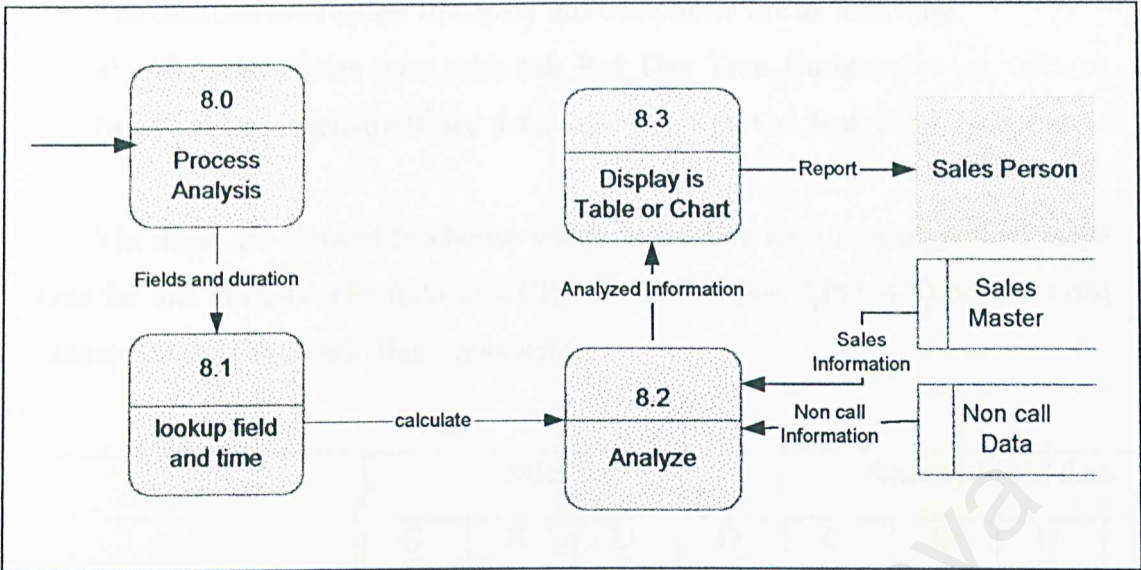 8.0
Process
Analysis
Fields and duration
8.1
lookup field
and time
calculate
8.3
Display is
Table or Chart
Report
Sales Person
Analyzed Information
8.2
Analyze
Sales
Master
Sales
Information
Non call
Data
Non call
Information